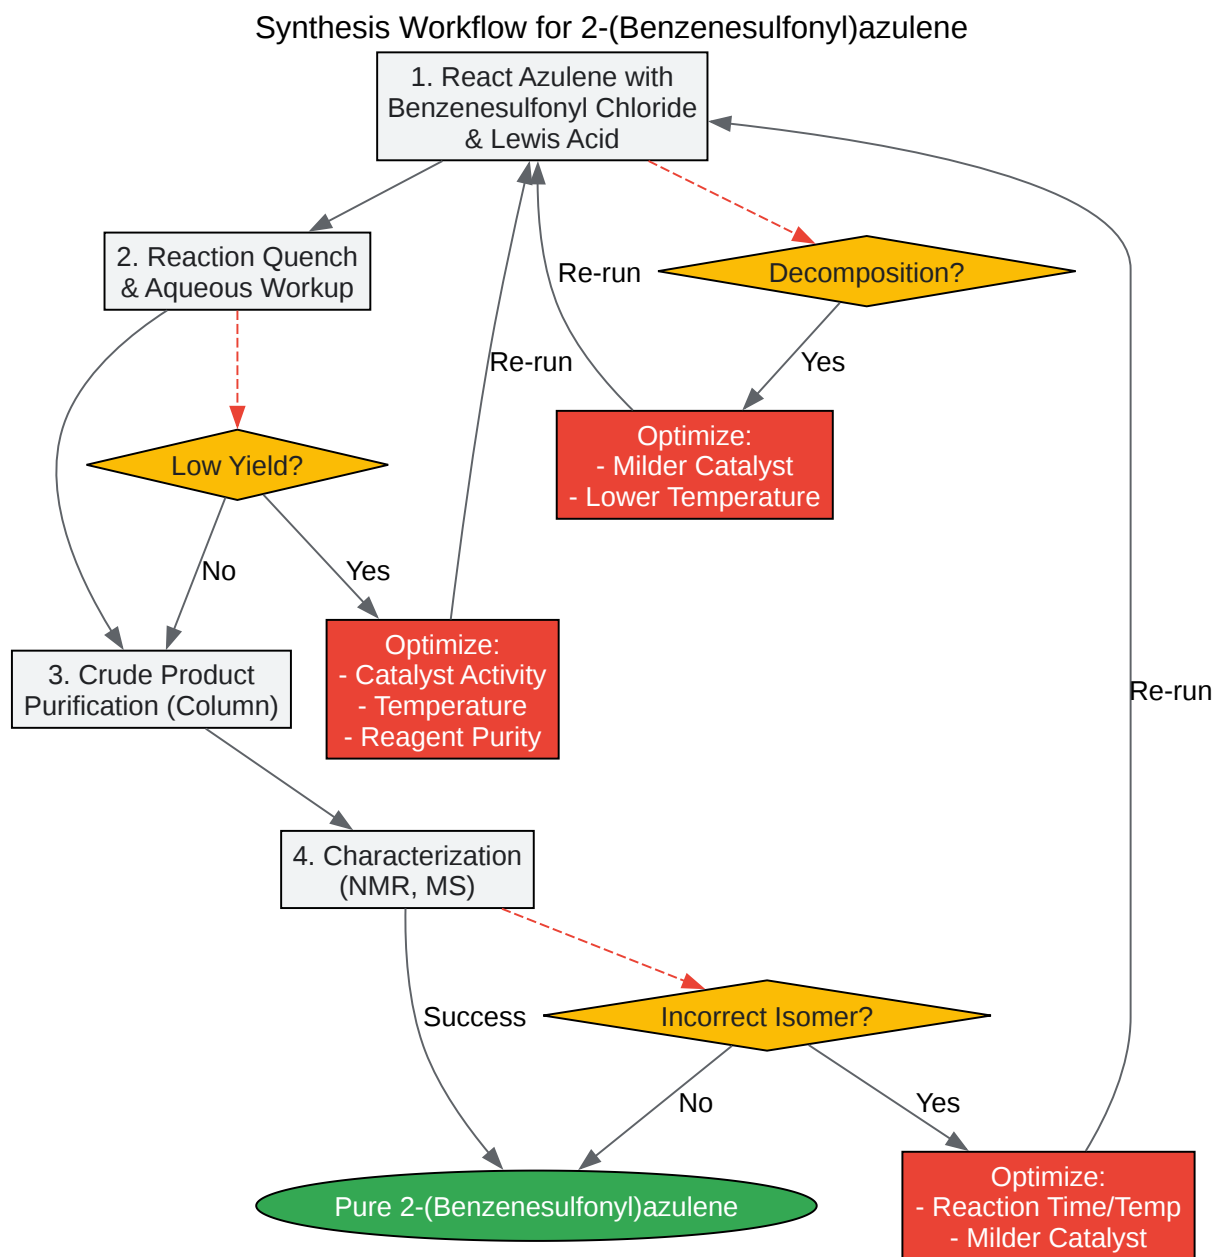 Synthesis Workflow for 2-(Benzenesulfonyl)azulene
1. React Azulene with
Benzenesulfonyl Chloride
& Lewis Acid
2. Reaction Quench
& Aqueous Workup
Re-run
Decomposition?
Re-run
Yes
Optimize:
- Milder Catalyst
- Lower Temperature
Low Yield?
No
Yes
Optimize:
- Catalyst Activity
- Temperature
- Reagent Purity
3. Crude Product
Purification (Column)
Re-run
4. Characterization
(NMR, MS)
Success
Incorrect Isomer?
No
Yes
Pure 2-(Benzenesulfonyl)azulene
Optimize:
- Reaction Time/Temp
- Milder Catalyst